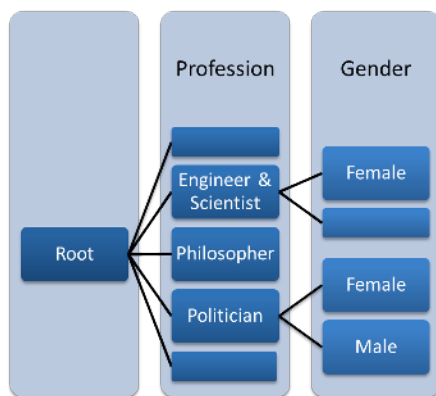 Profession
Gender
Root
Engineer &
Scientist
Philosopher
Politician
Female
Female
Male